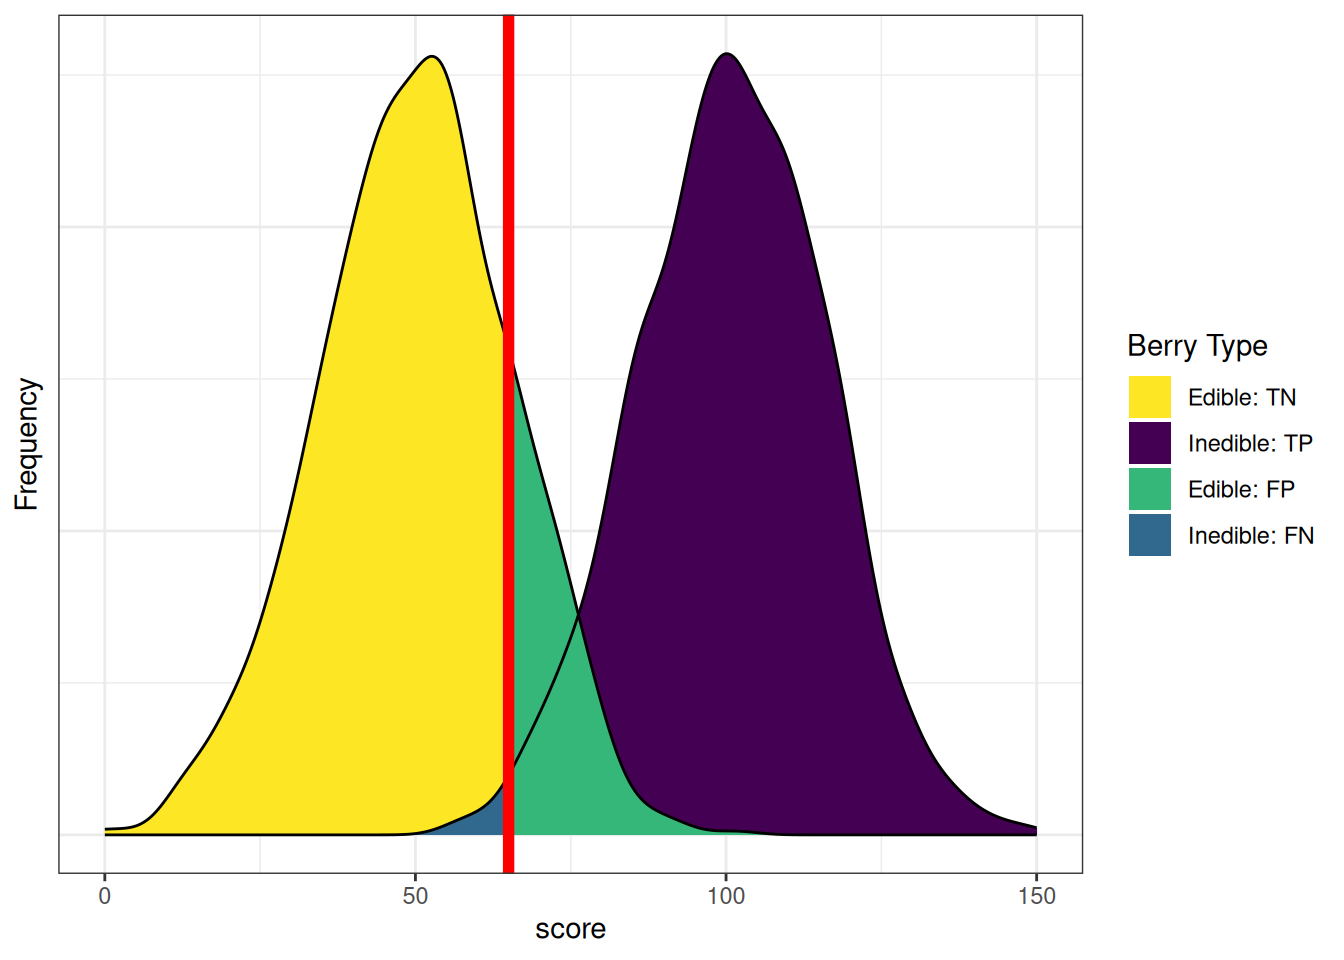 Frequency
0
50
100
150
score
Berry Type
Edible: TN
Inedible: TP
Edible: FP
Inedible: FN